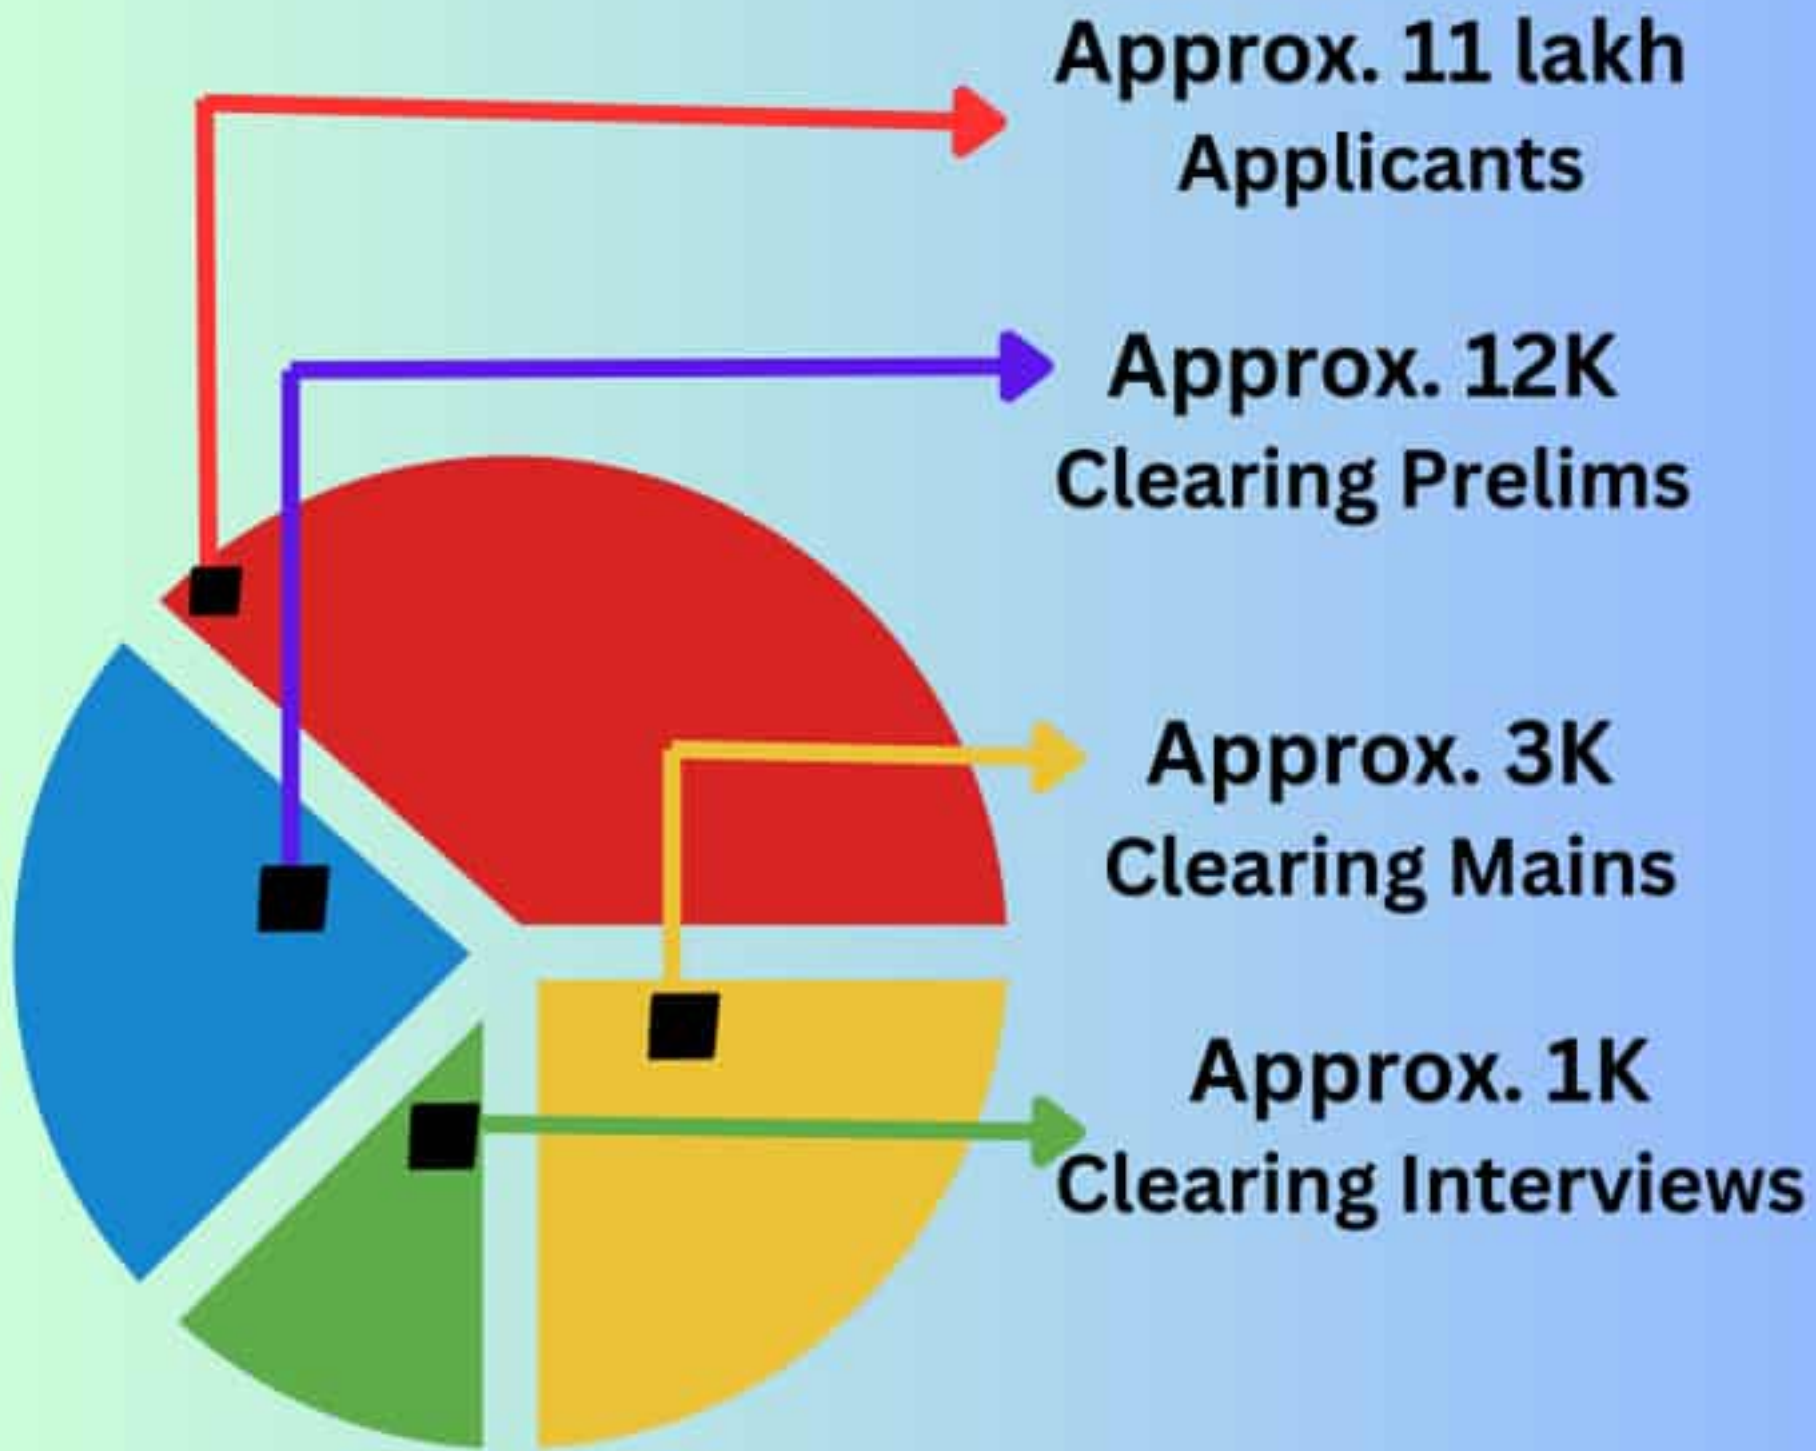 Approx. 11 lakh
Applicants
Approx. 12K
Clearing Prelims
Approx. 3K
Clearing Mains
Approx. 1K
Clearing Interviews